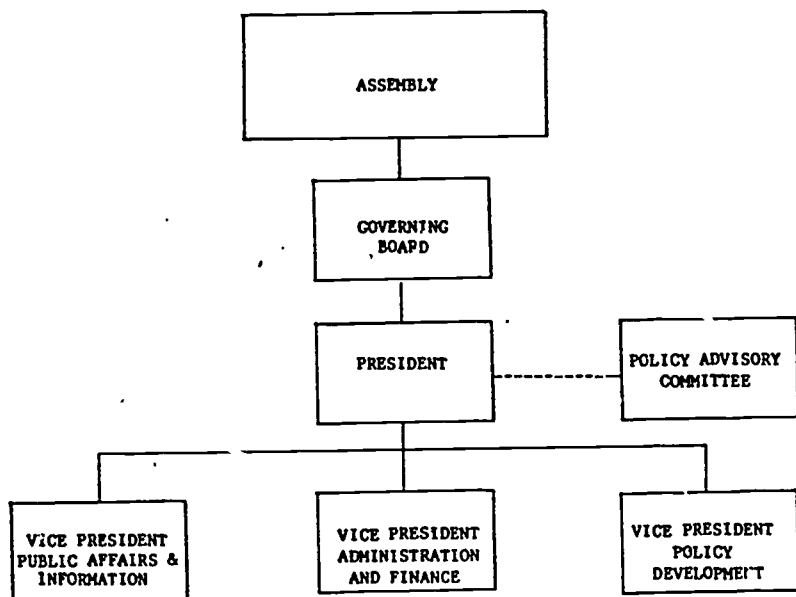 ASSEMBLY
GOVERNING
BOARD
PRESIDENT
POLICY ADVISORY
COMMITTEE
VICE PRESIDENT
PUBLIC AFFAIRS &
INFORMATION
VICE PRESIDENT
ADMINISTRATION
AND FINANCE
VICE PRESIDENT
POLICY
DEVELOPMENT